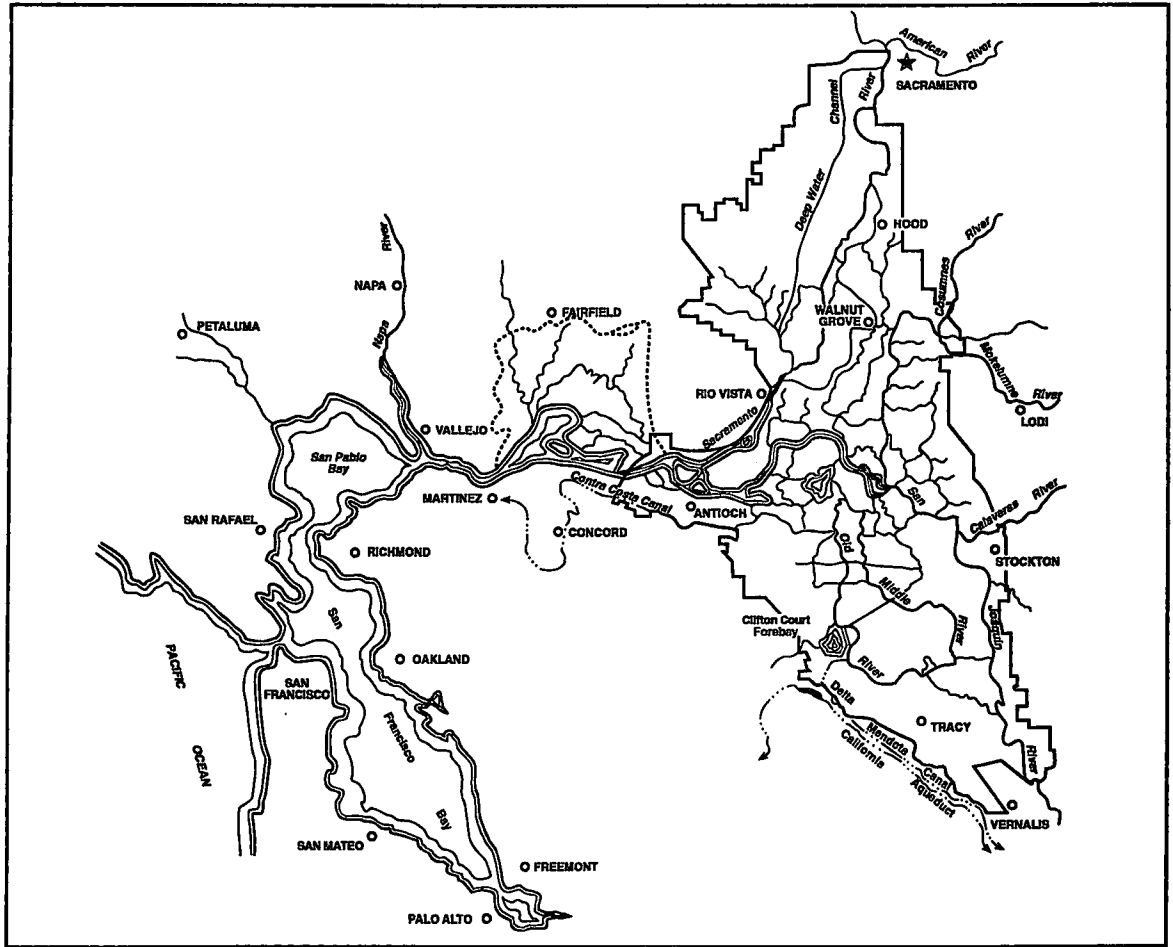 American
River
SACRAMENTO
River
Channel
Deep Water
HOOD
River
Cosumnes
River
NAPA
Napa
FAIRFIELD
PETALUMA
WALNUT
GROVE
Mokelumne
River
LODI
RIO VISTA
Sacramento
VALLEJO
San Pablo
Bay
MARTINEZ
Contra Costa Canal
ANTIOCH
San
River
Calaveras
SAN RAFAEL
RICHMOND
CONCORD
Old
STOCKTON
Middle
River
Joaquin
San
Clifton Court
Forebay
River
PACIFIC
OCEAN
OAKLAND
SAN
FRANCISCO
Francisco
Bay
Delta
Mendota
Canal
California
Aqueduct
TRACY
River
VERNALIS
SAN MATEO
FREEMONT
PALO ALTO